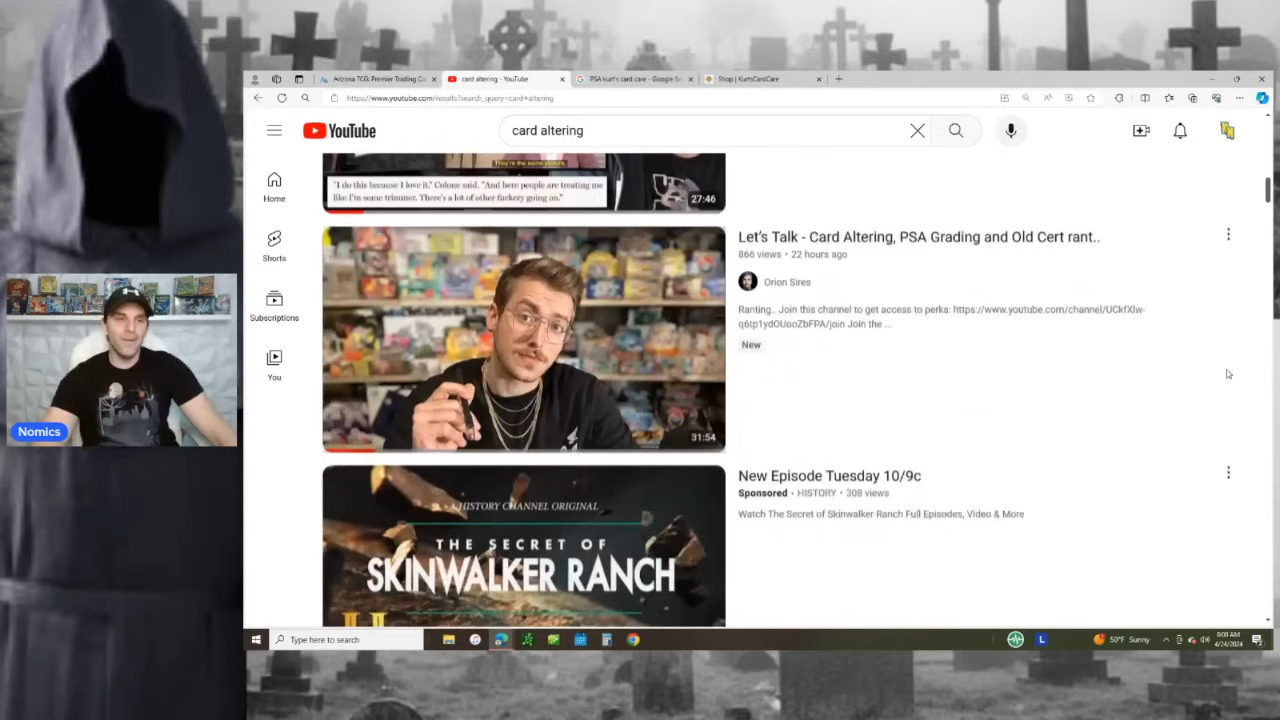 Arizona TCG: Premier Trading Ca
card altering - YouTube
PSA kurt's card care - Google Se
Shop | KurtsCardCare
https://www.youtube.com/results?search_query=card+altering
YouTube
card altering
Home
Shorts
Subscriptions
You
They're the same colors.
"I do this because I love it," Colone said. "And here people are treating me
like I'm some trimmer. There's a lot of other fuckery going on."
27:46
Let's Talk - Card Altering, PSA Grading and Old Cert rant..
866 views • 22 hours ago
Orion Sires
Ranting.. Join this channel to get access to perks: https://www.youtube.com/channel/UCkfXlw-
q6tp1ydOUooZbFPA/join Join the ...
New
31:54
New Episode Tuesday 10/9c
Sponsored • HISTORY • 308 views
Watch The Secret of Skinwalker Ranch Full Episodes, Video & More
A HISTORY CHANNEL ORIGINAL
THE SECRET OF
SKINWALKER RANCH
Nomics
Type here to search
L
50°F Sunny
8:00 AM
4/24/2024